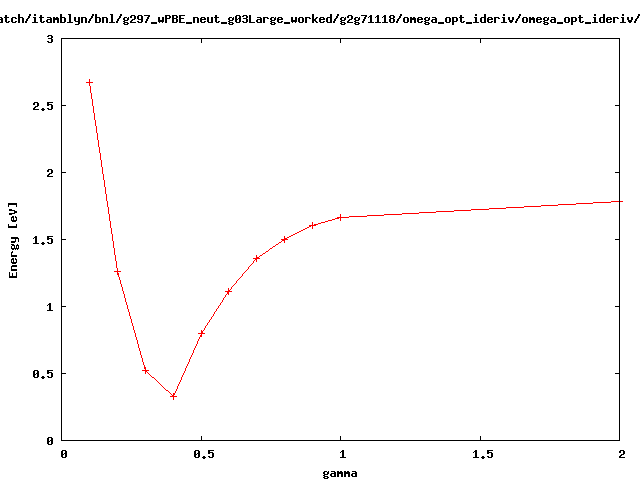 atch/itamblyn/bnl/g297_wPBE_neut_g03Large_worked/g2g71118/omega_opt_ideriv/omega_opt_ideriv/
3
2.5
2
1.5
1
0.5
0
Energy [eV]
0 0.5 1 1.5 2
gamma